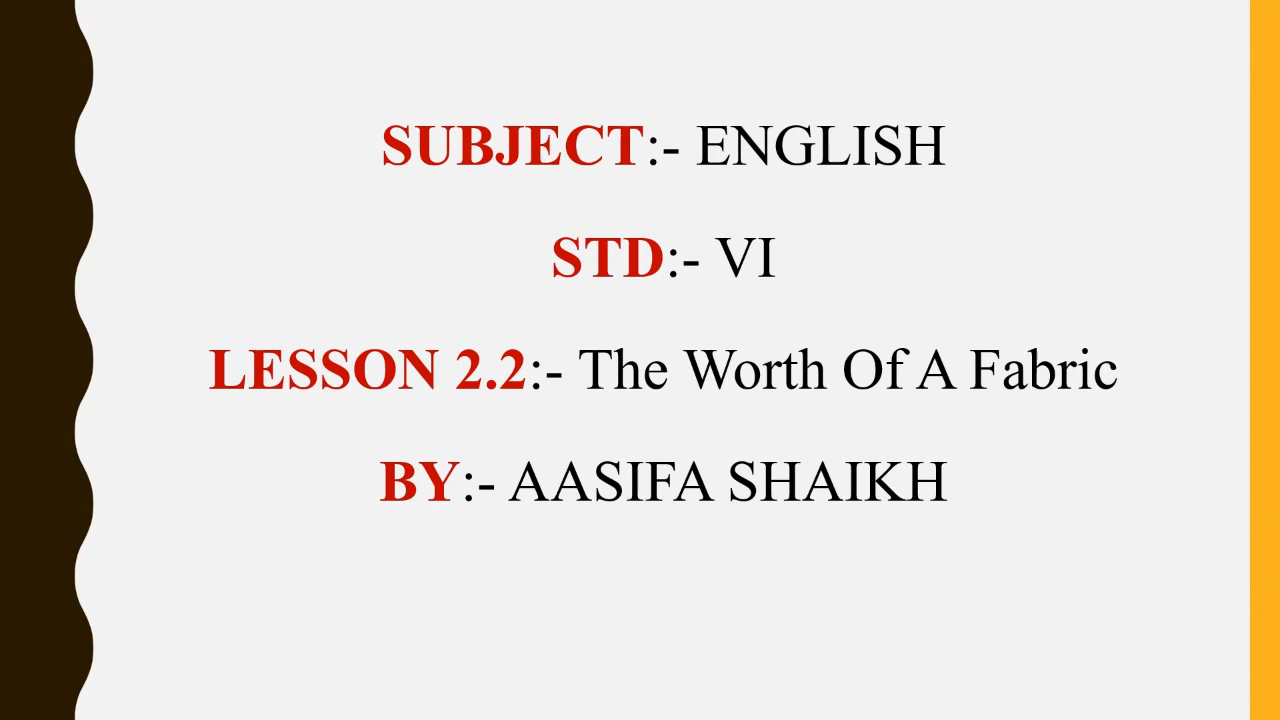 SUBJECT:- ENGLISH
STD:- VI
LESSON 2.2:- The Worth Of A Fabric
BY:- AASIFA SHAIKH